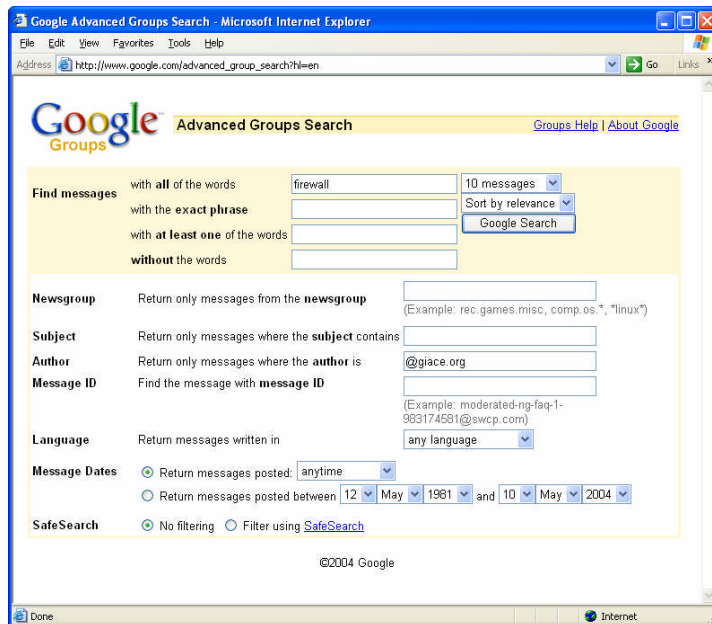 Google Advanced Groups Search - Microsoft Internet Explorer
File Edit View Favorites Tools Help
Address http://www.google.com/advanced_group_search?hl=en Go Links »
Google™ Advanced Groups Search Groups Help | About Google
Groups
Find messages with all of the words firewall 10 messages
with the exact phrase Sort by relevance
with at least one of the words Google Search
without the words
Newsgroup Return only messages from the newsgroup
(Example: rec.games.misc, comp.os.*, *linux*)
Subject Return only messages where the subject contains
Author Return only messages where the author is @giace.org
Message ID Find the message with message ID
(Example: moderated-ng-faq-1-
983174581@swcp.com)
Language Return messages written in any language
Message Dates Return messages posted: anytime
Return messages posted between 12 May 1981 and 10 May 2004
SafeSearch No filtering Filter using SafeSearch
©2004 Google
Done Internet